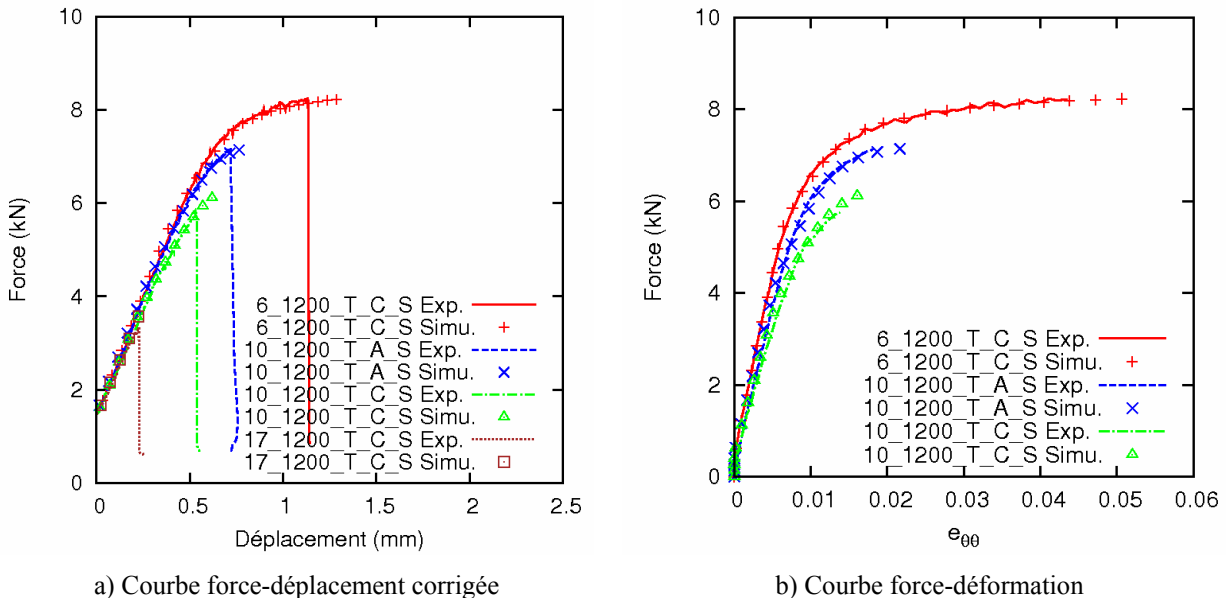 10
8
6
4
2
0
Force (kN)
0 0.5 1 1.5 2 2.5
Déplacement (mm)
6_1200_T_C_S Exp.
6_1200_T_C_S Simu.
10_1200_T_A_S Exp.
10_1200_T_A_S Simu.
10_1200_T_C_S Exp.
10_1200_T_C_S Simu.
17_1200_T_C_S Exp.
17_1200_T_C_S Simu.
a) Courbe force-déplacement corrigée
10
8
6
4
2
0
Force (kN)
0 0.01 0.02 0.03 0.04 0.05 0.06
eθθ
6_1200_T_C_S Exp.
6_1200_T_C_S Simu.
10_1200_T_A_S Exp.
10_1200_T_A_S Simu.
10_1200_T_C_S Exp.
10_1200_T_C_S Simu.
b) Courbe force-déformation